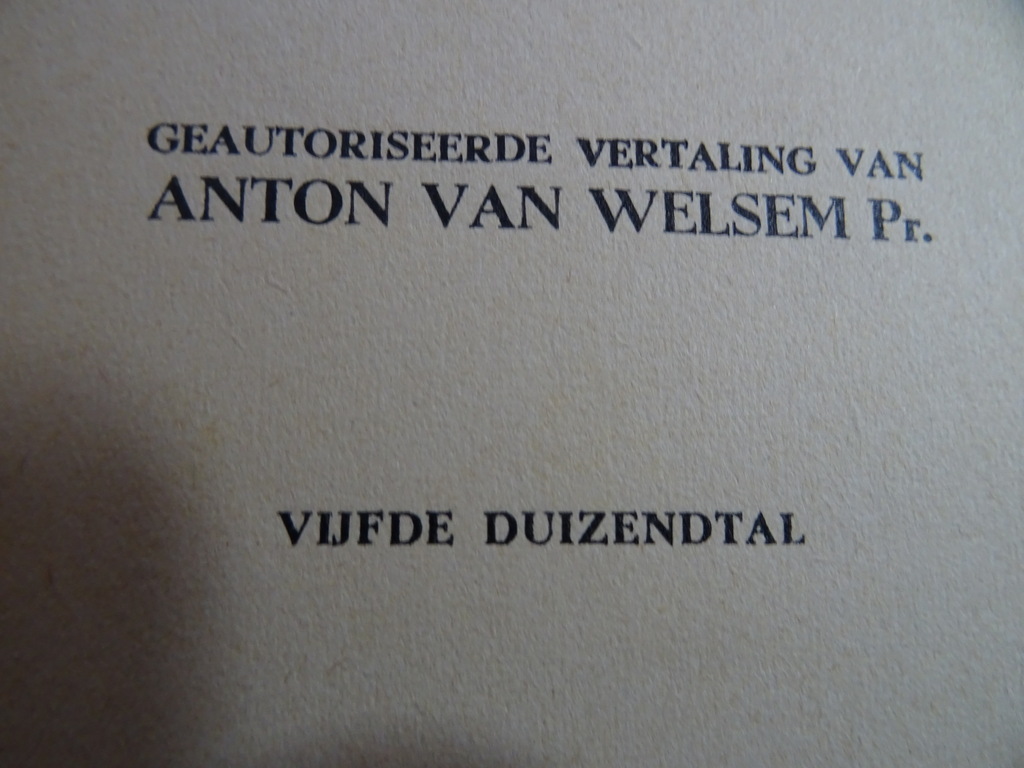 GEAUTORISEERDE VERTALING VAN
ANTON VAN WELSEM Pr.
VIJFDE DUIZENDTAL